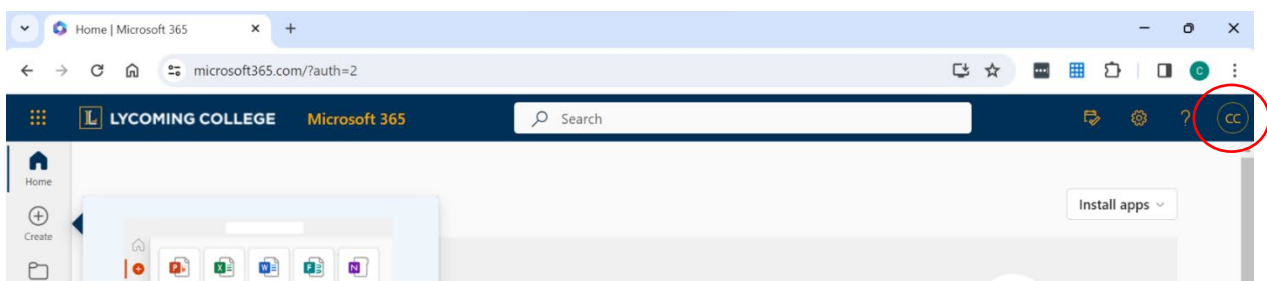 Home | Microsoft 365
microsoft365.com/?auth=2
C
L LYCOMING COLLEGE Microsoft 365 Search ? CC
Home
Install apps
Create
P X W F N